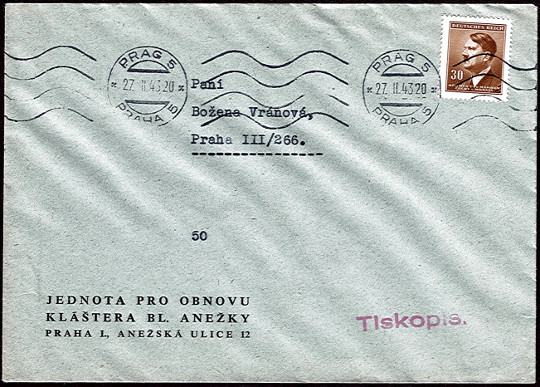 PRAG 5
27. II. 43 20
PRAHA 5
PRAG 5
27. II. 43 20
PRAHA 5
DEUTSCHES REICH
30
Paní
Božena Vránová,
Praha III/266.
50
JEDNOTA PRO OBNOVU
KLÁŠTERA BL. ANEŽKY
PRAHA I., ANEŽSKÁ ULICE 12
Tiskopis.